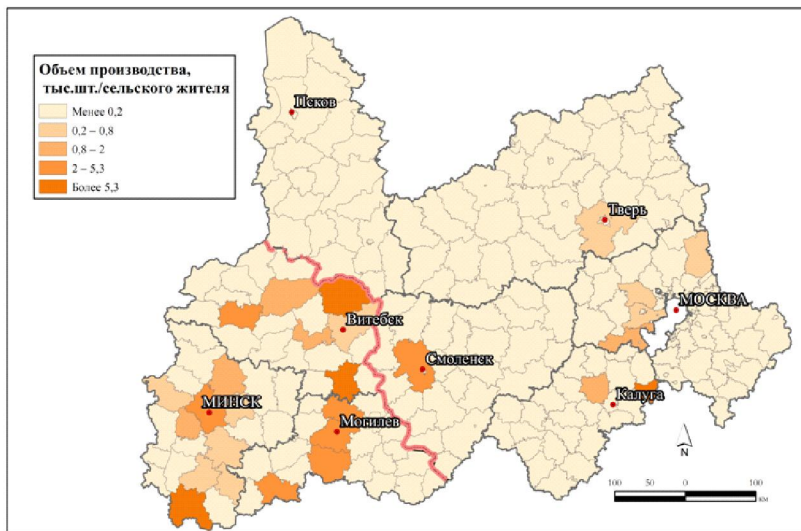 Объем производства,
тыс.шт./сельского жителя
Менее 0,2
0,2 – 0,8
0,8 – 2
2 – 5,3
Более 5,3
Псков
Тверь
МОСКВА
Витебск
Смоленск
Калуга
МИНСК
Могилев
N
100 50 0 100
км